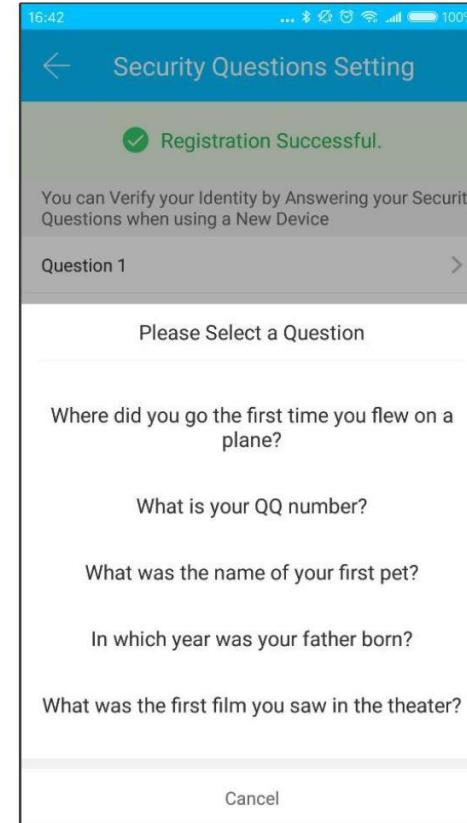 16:42 ... 100%
Security Questions Setting
Registration Successful.
You can Verify your Identity by Answering your Securit
Questions when using a New Device
Question 1
Please Select a Question
Where did you go the first time you flew on a
plane?
What is your QQ number?
What was the name of your first pet?
In which year was your father born?
What was the first film you saw in the theater?
Cancel